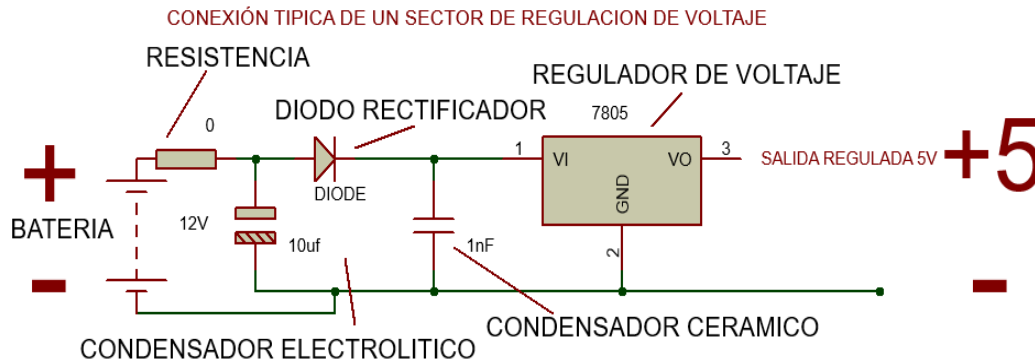 CONEXIÓN TIPICA DE UN SECTOR DE REGULACION DE VOLTAJE
RESISTENCIA
REGULADOR DE VOLTAJE
DIODO RECTIFICADOR
7805
0
+
1
VI
VO
3
SALIDA REGULADA 5V
+5
DIODE
GND
BATERIA
12V
10uf
1nF
2
-
-
CONDENSADOR CERAMICO
CONDENSADOR ELECTROLITICO